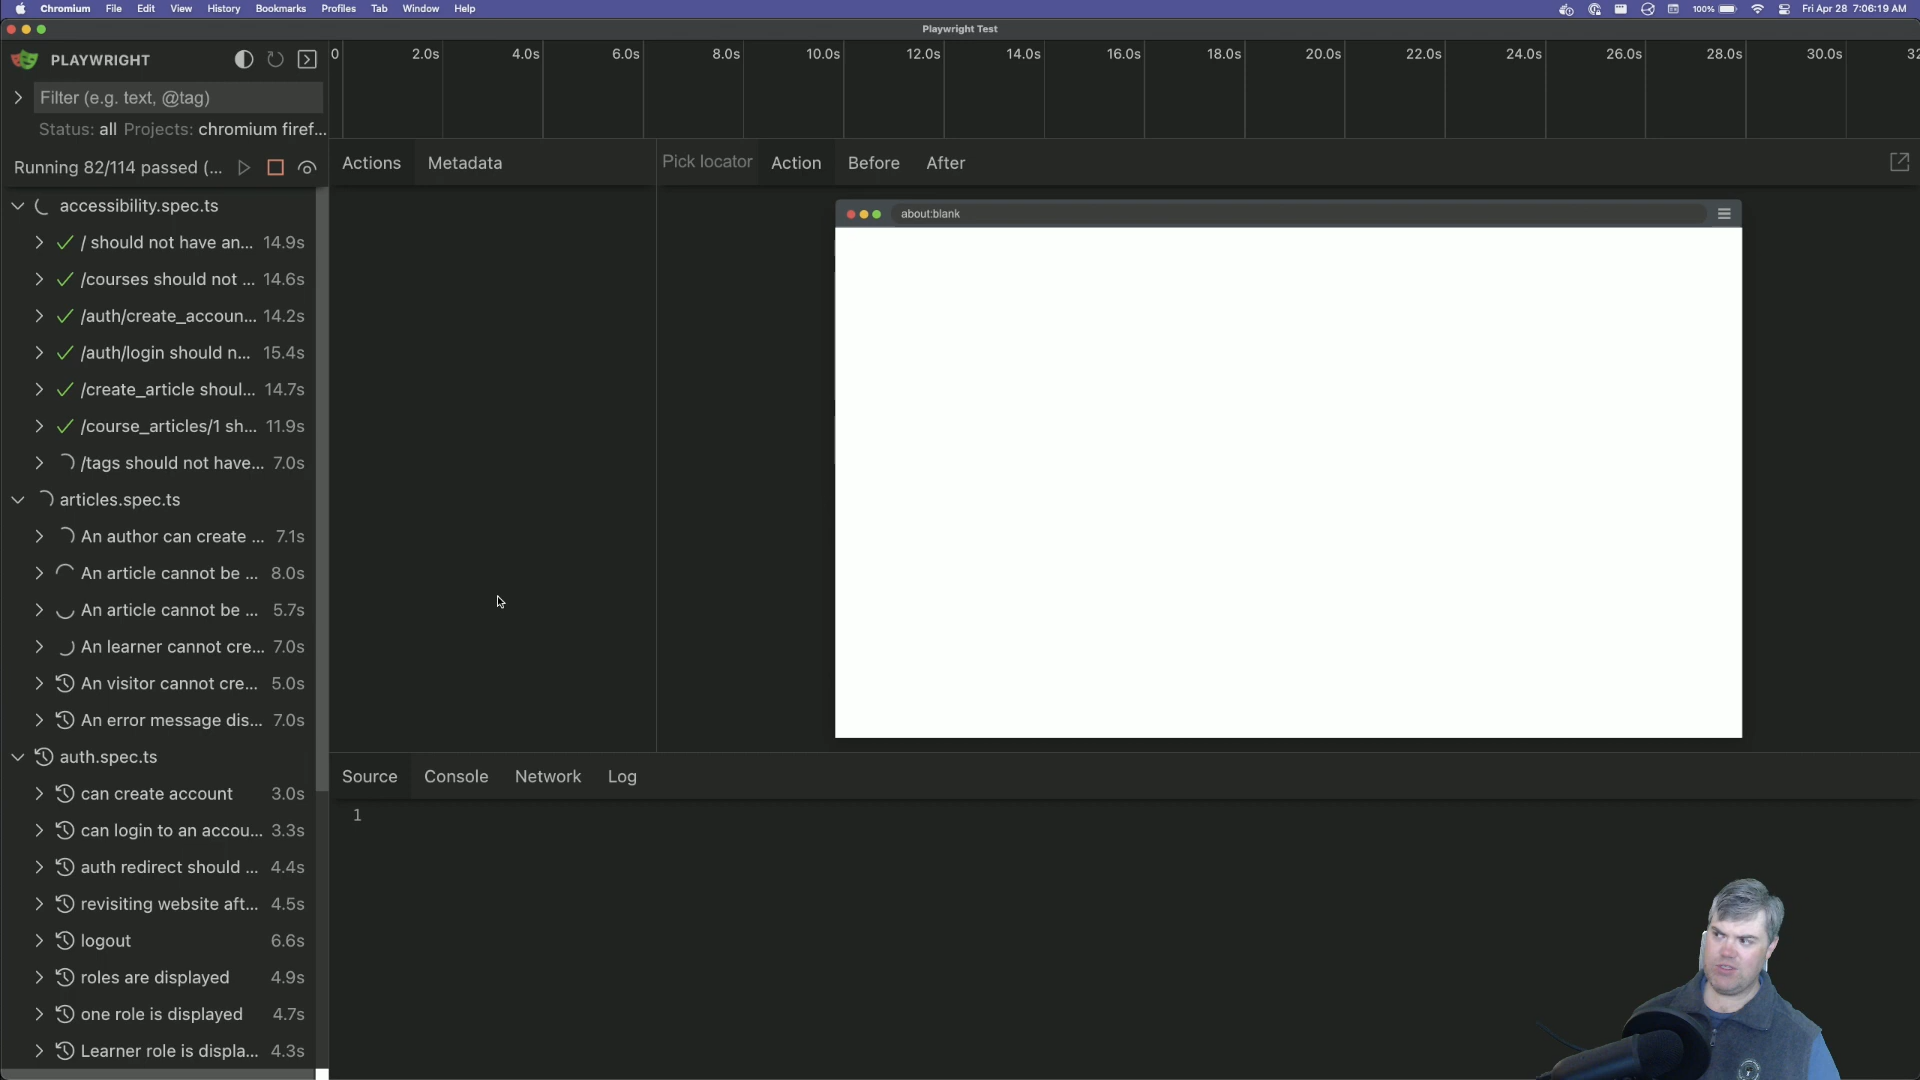 Chromium File Edit View History Bookmarks Profiles Tab Window Help 100% Fri Apr 28 7:06:19 AM
Playwright Test
PLAYWRIGHT
0 2.0s 4.0s 6.0s 8.0s 10.0s 12.0s 14.0s 16.0s 18.0s 20.0s 22.0s 24.0s 26.0s 28.0s 30.0s 32
Filter (e.g. text, @tag)
Status: all Projects: chromium firef...
Running 82/114 passed (...
Actions Metadata Pick locator Action Before After
about:blank
accessibility.spec.ts
/ should not have an... 14.9s
/courses should not ... 14.6s
/auth/create_accoun... 14.2s
/auth/login should n... 15.4s
/create_article shoul... 14.7s
/course_articles/1 sh... 11.9s
/tags should not have... 7.0s
articles.spec.ts
An author can create ... 7.1s
An article cannot be ... 8.0s
An article cannot be ... 5.7s
An learner cannot cre... 7.0s
An visitor cannot cre... 5.0s
An error message dis... 7.0s
auth.spec.ts
can create account 3.0s
can login to an accou... 3.3s
auth redirect should ... 4.4s
revisiting website aft... 4.5s
logout 6.6s
roles are displayed 4.9s
one role is displayed 4.7s
Learner role is displa... 4.3s
Source Console Network Log
1